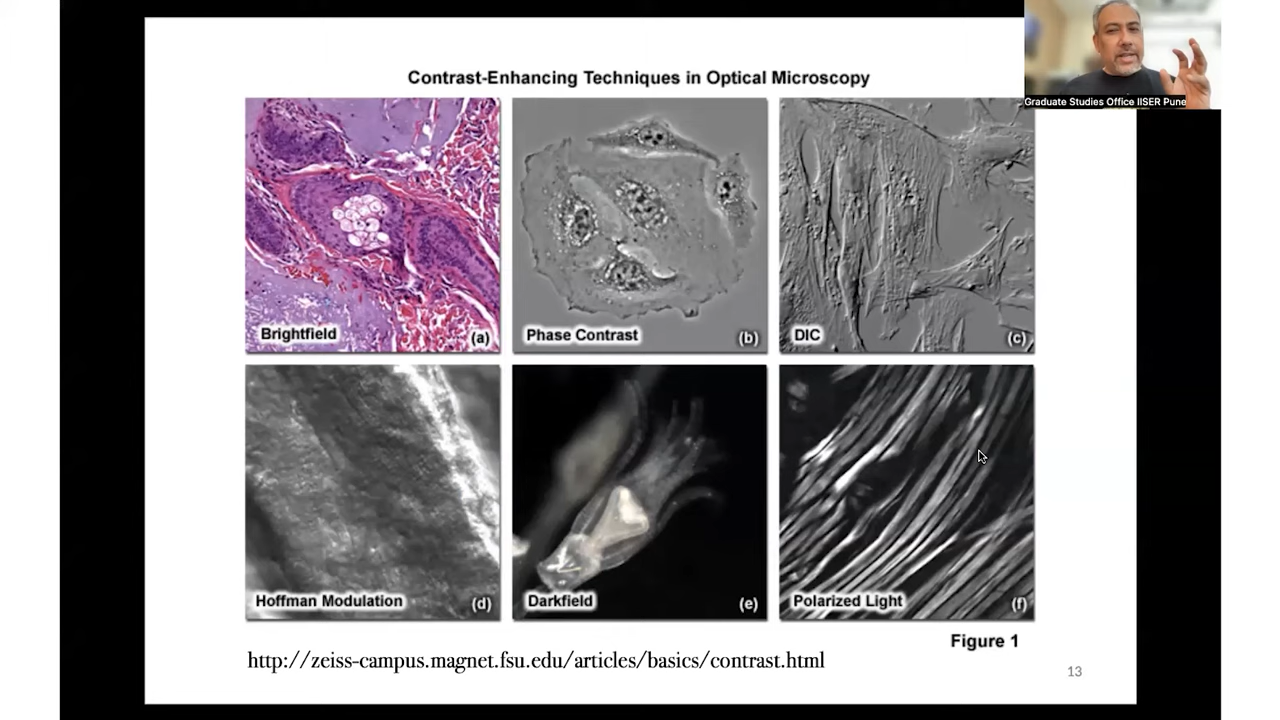 Contrast-Enhancing Techniques in Optical Microscopy
Graduate Studies Office IISER Pune
Brightfield
(a)
Phase Contrast
(b)
DIC
(c)
Hoffman Modulation
(d)
Darkfield
(e)
Polarized Light
(f)
Figure 1
http://zeiss-campus.magnet.fsu.edu/articles/basics/contrast.html
13